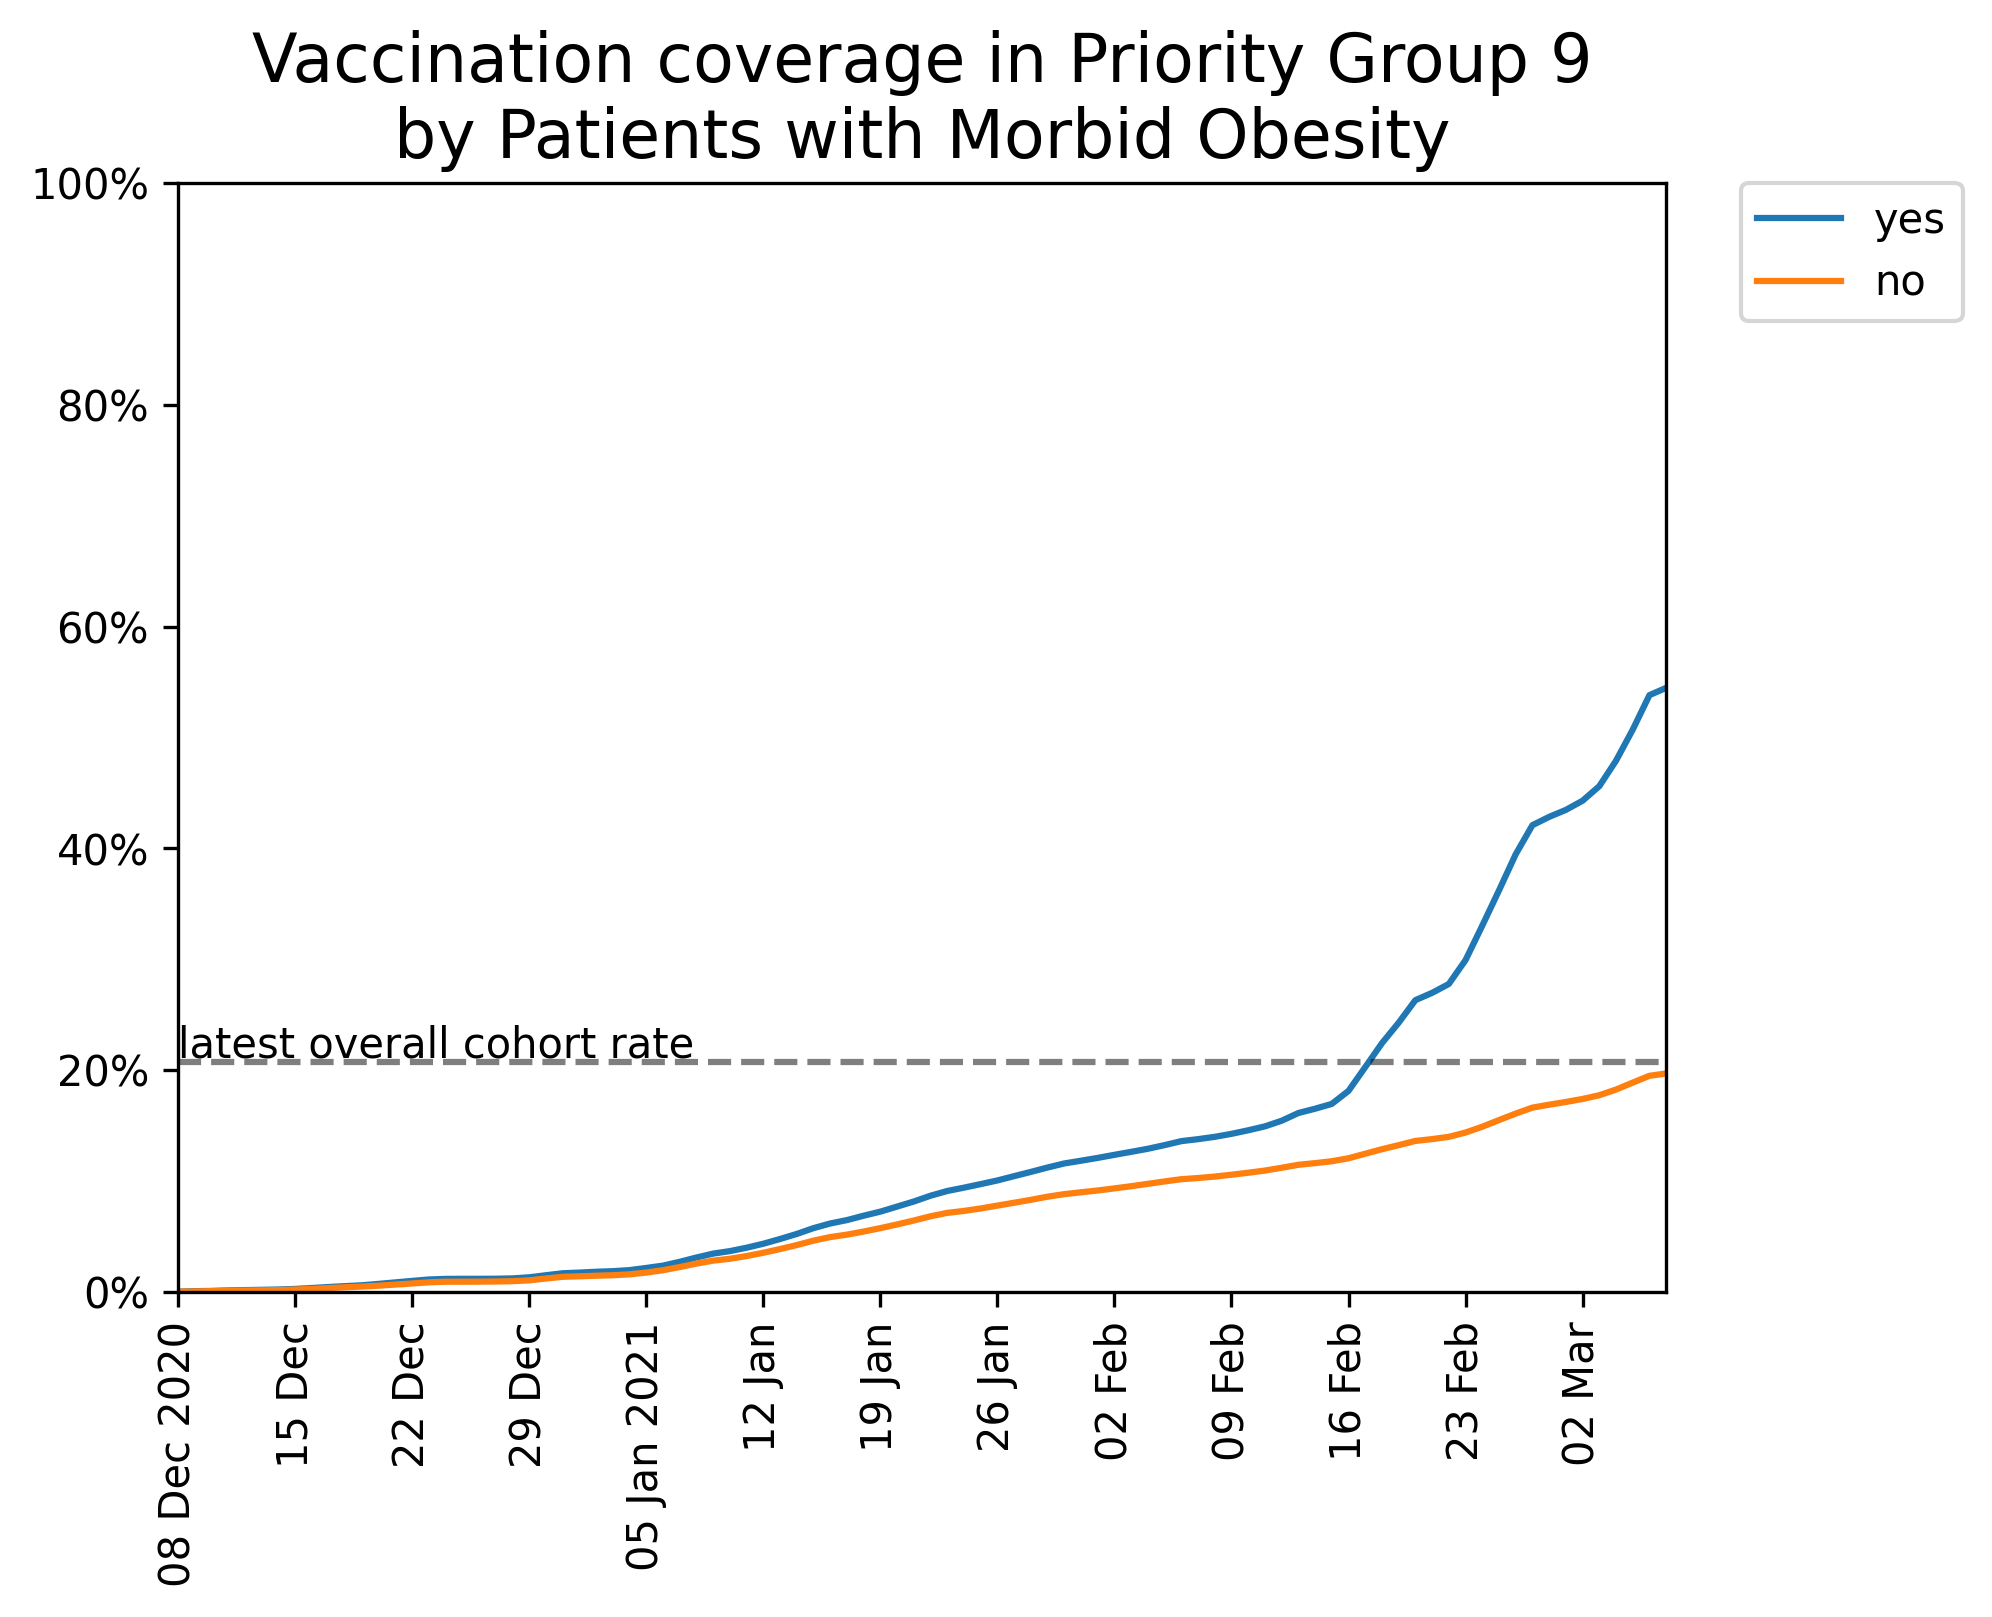 Vaccination coverage in Priority Group 9
by Patients with Morbid Obesity
100%
80%
60%
40%
20%
0%
latest overall cohort rate
yes
no
08 Dec 2020
15 Dec
22 Dec
29 Dec
05 Jan 2021
12 Jan
19 Jan
26 Jan
02 Feb
09 Feb
16 Feb
23 Feb
02 Mar